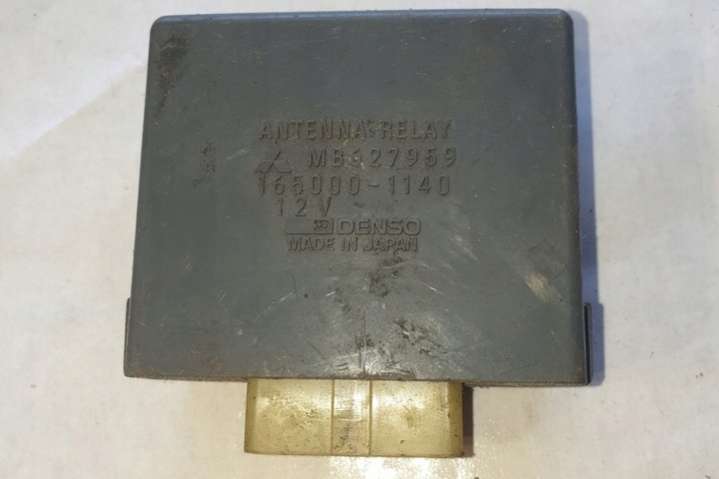 ANTENNA RELAY
MB627959
165000-1140
12V
DENSO
MADE IN JAPAN